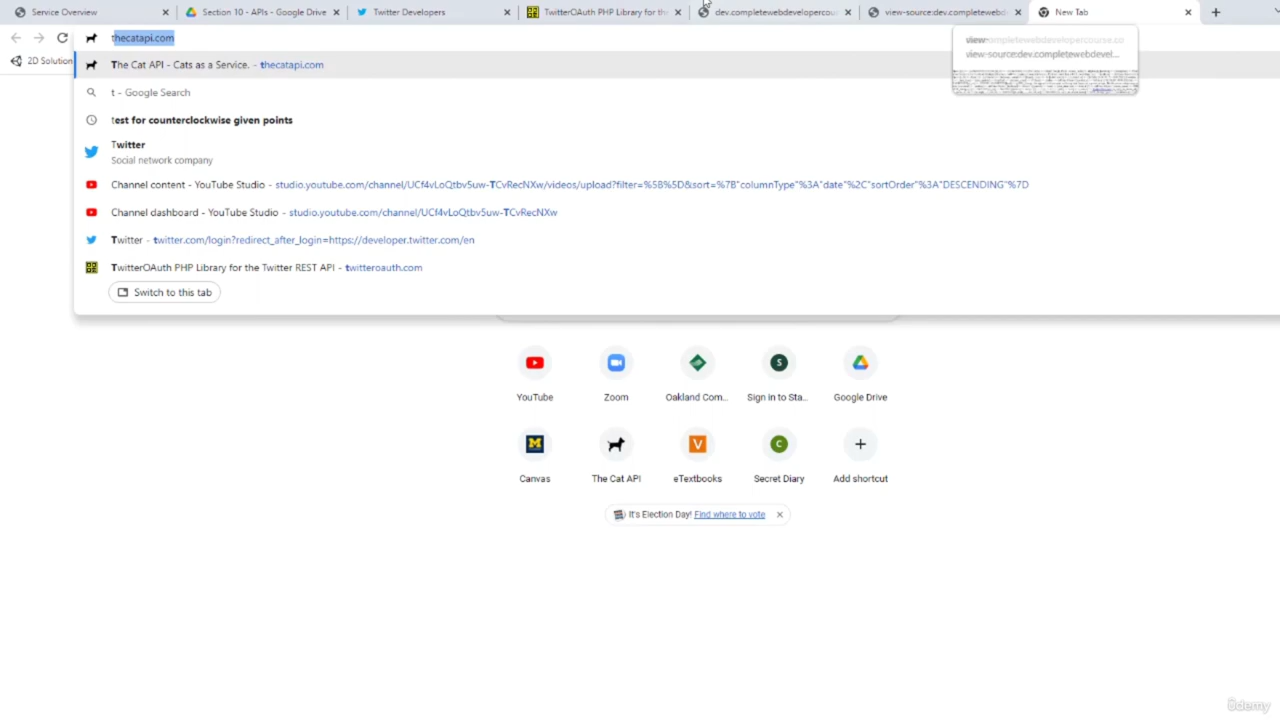 Service Overview
Section 10 - APIs - Google Drive
Twitter Developers
TwitterOAuth PHP Library for th
dev.completewebdevelopercou
view-source:dev.completewebd
New Tab
thecatapi.com
2D Solution
view-source:dev.completewebdevel...
The Cat API - Cats as a Service. - thecatapi.com
t - Google Search
test for counterclockwise given points
Twitter
Social network company
Channel content - YouTube Studio - studio.youtube.com/channel/UCf4vLoQtbv5uw-TCvRecNXw/videos/upload?filter=%5B%5D&sort=%7B"columnType"%3A"date"%2C"sortOrder"%3A"DESCENDING"%7D
Channel dashboard - YouTube Studio - studio.youtube.com/channel/UCf4vLoQtbv5uw-TCvRecNXw
Twitter - twitter.com/login?redirect_after_login=https://developer.twitter.com/en
TwitterOAuth PHP Library for the Twitter REST API - twitteroauth.com
Switch to this tab
YouTube
Zoom
Oakland Com...
Sign in to Sta...
Google Drive
Canvas
The Cat API
eTextbooks
Secret Diary
Add shortcut
It's Election Day! Find where to vote
ûdemy